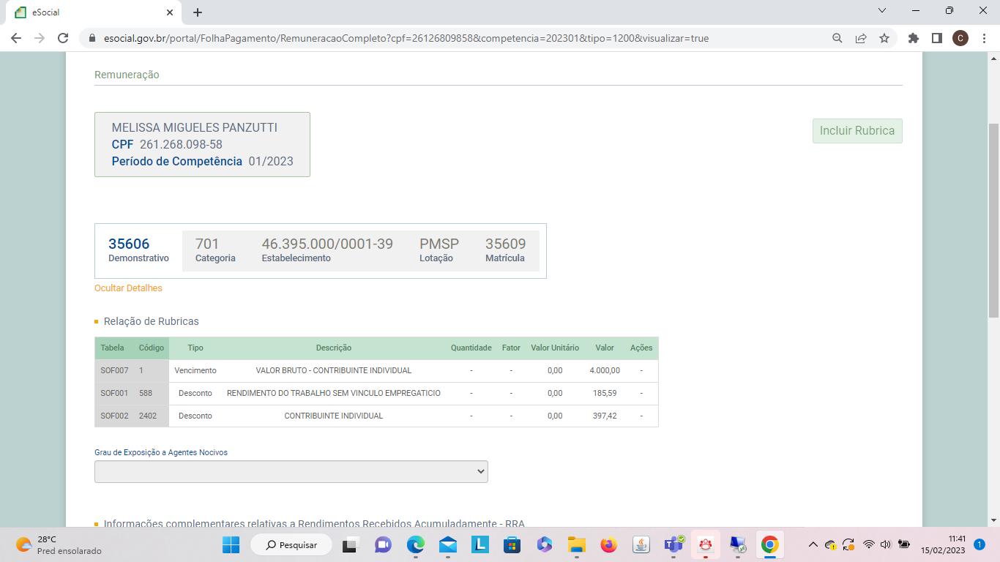 eSocial
esocial.gov.br/portal/FolhaPagamento/RemuneracaoCompleto?cpf=26126809858&competencia=202301&tipo=1200&visualizar=true
C
Remuneração
MELISSA MIGUELES PANZUTTI
CPF 261.268.098-58
Período de Competência 01/2023
Incluir Rubrica
35606 701 46.395.000/0001-39 PMSP 35609
Demonstrativo Categoria Estabelecimento Lotação Matrícula
Ocultar Detalhes
Relação de Rubricas
Tabela Código Tipo Descrição Quantidade Fator Valor Unitário Valor Ações
SOF007 1 Vencimento VALOR BRUTO - CONTRIBUINTE INDIVIDUAL - - 0,00 4.000,00 -
SOF001 588 Desconto RENDIMENTO DO TRABALHO SEM VINCULO EMPREGATICIO - - 0,00 185,59 -
SOF002 2402 Desconto CONTRIBUINTE INDIVIDUAL - - 0,00 397,42 -
Grau de Exposição a Agentes Nocivos
Informações complementares relativas a Rendimentos Recebidos Acumuladamente - RRA
28°C
Pred ensolarado
Pesquisar
L
11:41
15/02/2023
1